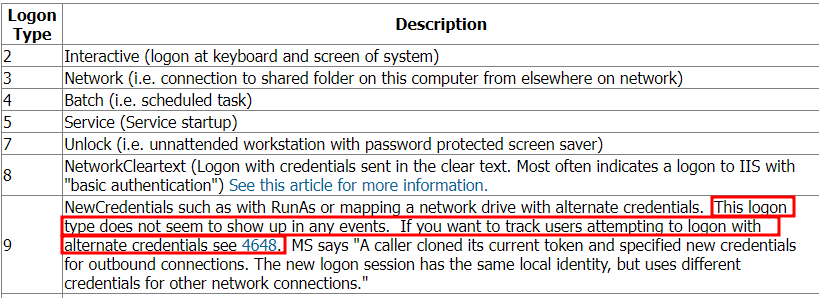 Logon
Type
Description
2
Interactive (logon at keyboard and screen of system)
3
Network (i.e. connection to shared folder on this computer from elsewhere on network)
4
Batch (i.e. scheduled task)
5
Service (Service startup)
7
Unlock (i.e. unnattended workstation with password protected screen saver)
8
NetworkCleartext (Logon with credentials sent in the clear text. Most often indicates a logon to IIS with
"basic authentication") See this article for more information.
9
NewCredentials such as with RunAs or mapping a network drive with alternate credentials.  This logon
type does not seem to show up in any events.  If you want to track users attempting to logon with
alternate credentials see 4648.  MS says "A caller cloned its current token and specified new credentials
for outbound connections. The new logon session has the same local identity, but uses different
credentials for other network connections."